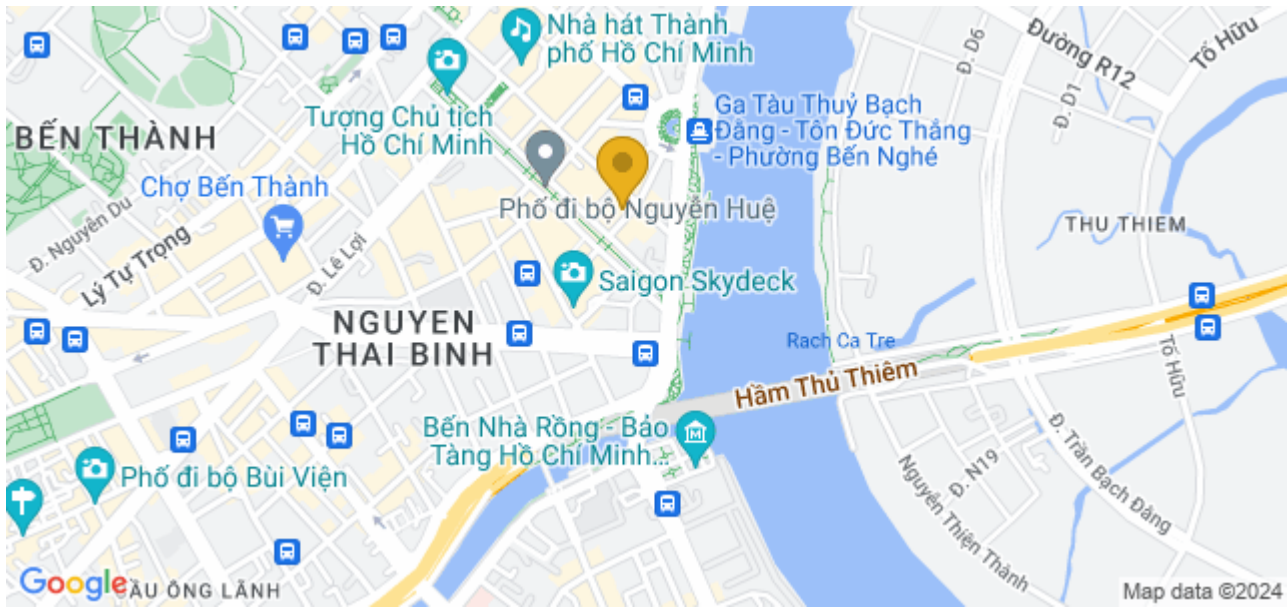 Nhà hát Thành
phố Hồ Chí Minh
Tượng Chủ tịch
Hồ Chí Minh
BẾN THÀNH
Chợ Bến Thành
Đ. Nguyễn Du
Lý Tự Trọng
Đ. Lê Lợi
Phố đi bộ Nguyễn Huệ
Ga Tàu Thuỷ Bạch
Đằng - Tôn Đức Thắng
- Phường Bến Nghé
Đ. D6
Đường R12
Đ. D1
Tố Hữu
THU THIEM
Saigon Skydeck
NGUYEN
THAI BINH
Rach Ca Tre
Hầm Thủ Thiêm
Tố Hữu
Bến Nhà Rồng - Bảo
Tàng Hồ Chí Minh...
Phố đi bộ Bùi Viện
Đ. Trần Bạch Đằng
Đ. N19
Nguyễn Thiện Thành
Google
ẦU ÔNG LÃNH
Map data ©2024